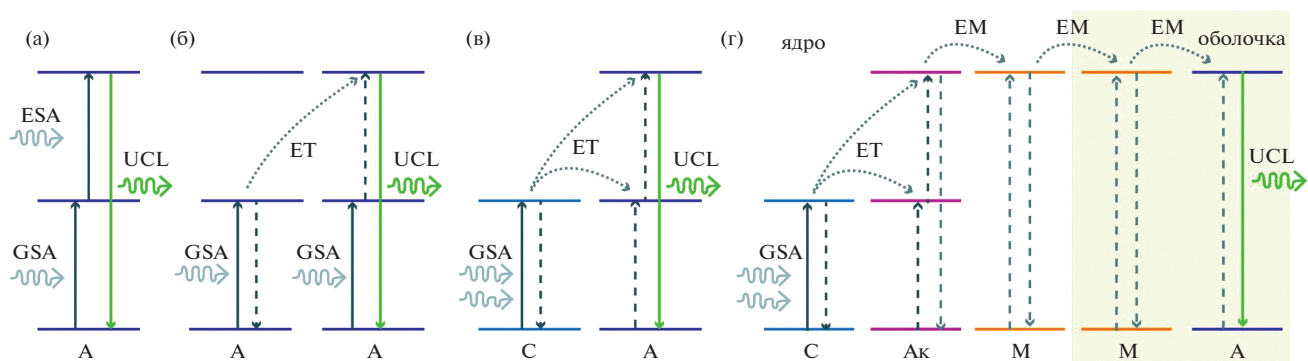 (а)
ESA
UCL
GSA
А
(б)
ET
GSA
GSA
UCL
А
А
(в)
ET
UCL
GSA
С
А
(г)
ядро
EM
EM
EM
оболочка
ET
GSA
UCL
С
Ак
М
М
А